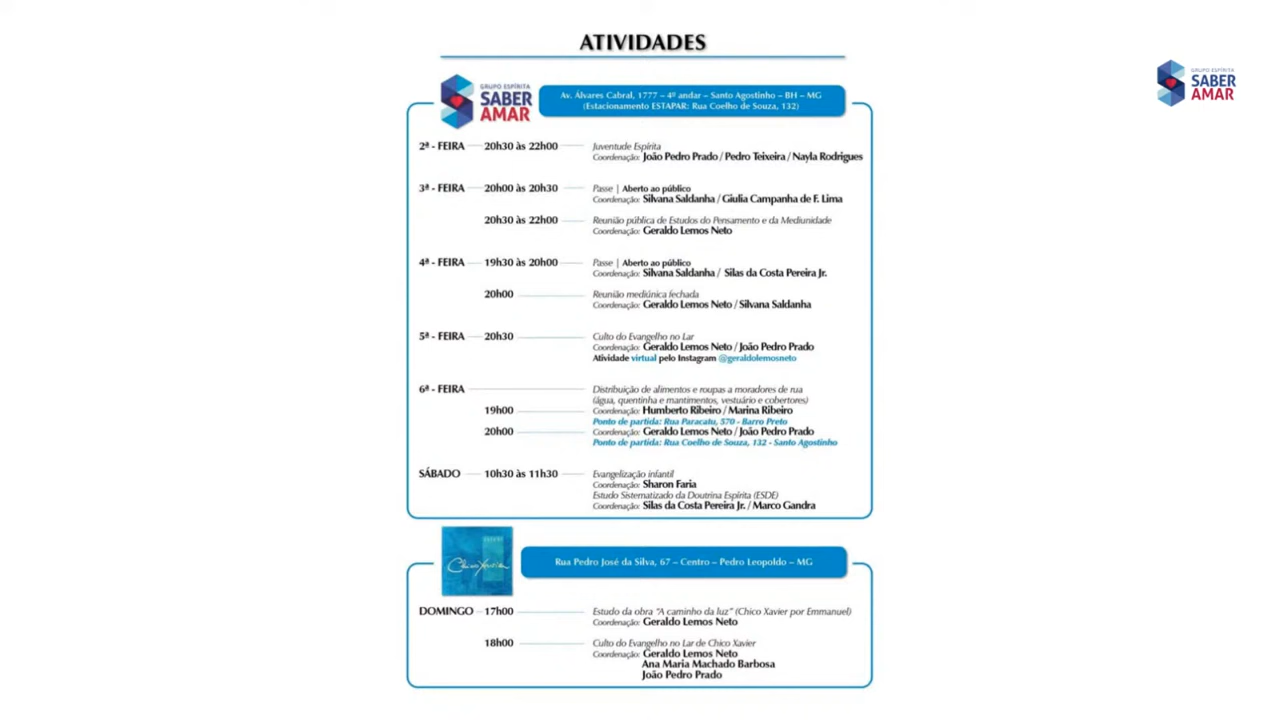 ATIVIDADES
GRUPO ESPÍRITA
SABER
AMAR
GRUPO ESPÍRITA
SABER
AMAR
Av. Álvares Cabral, 1777 – 4º andar – Santo Agostinho – BH – MG
(Estacionamento ESTAPAR: Rua Coelho de Souza, 132)
2ª - FEIRA 20h30 às 22h00 Juventude Espírita
Coordenação: João Pedro Prado / Pedro Teixeira / Nayla Rodrigues
3ª - FEIRA 20h00 às 20h30 Passe | Aberto ao público
Coordenação: Silvana Saldanha / Giulia Campanha de F. Lima
20h30 às 22h00 Reunião pública de Estudos do Pensamento e da Mediunidade
Coordenação: Geraldo Lemos Neto
4ª - FEIRA 19h30 às 20h00 Passe | Aberto ao público
Coordenação: Silvana Saldanha / Silas da Costa Pereira Jr.
20h00 Reunião mediúnica fechada
Coordenação: Geraldo Lemos Neto / Silvana Saldanha
5ª - FEIRA 20h30 Culto do Evangelho no Lar
Coordenação: Geraldo Lemos Neto / João Pedro Prado
Atividade virtual pelo Instagram @geraldolemosneto
6ª - FEIRA Distribuição de alimentos e roupas a moradores de rua
(água, quentinha e mantimentos, vestuário e cobertores)
19h00 Coordenação: Humberto Ribeiro / Marina Ribeiro
Ponto de partida: Rua Paracatu, 570 - Barro Preto
20h00 Coordenação: Geraldo Lemos Neto / João Pedro Prado
Ponto de partida: Rua Coelho de Souza, 132 - Santo Agostinho
SÁBADO 10h30 às 11h30 Evangelização infantil
Coordenação: Sharon Faria
Estudo Sistematizado da Doutrina Espírita (ESDE)
Coordenação: Silas da Costa Pereira Jr. / Marco Gandra
Chico Xavier
Rua Pedro José da Silva, 67 – Centro – Pedro Leopoldo – MG
DOMINGO 17h00 Estudo da obra “A caminho da luz” (Chico Xavier por Emmanuel)
Coordenação: Geraldo Lemos Neto
18h00 Culto do Evangelho no Lar de Chico Xavier
Coordenação: Geraldo Lemos Neto
Ana Maria Machado Barbosa
João Pedro Prado